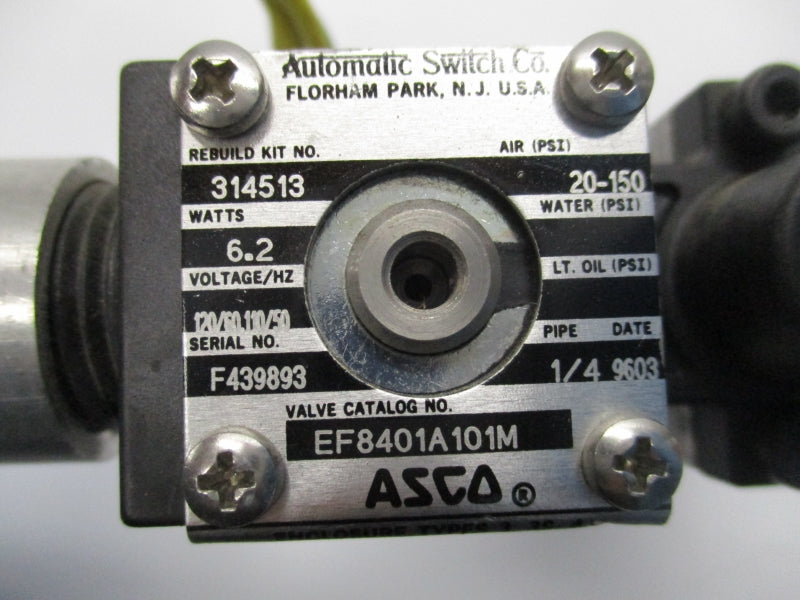 Automatic Switch Co.
FLORHAM PARK, N.J. U.S.A.
REBUILD KIT NO. AIR (PSI)
314513 20-150
WATTS WATER (PSI)
6.2
VOLTAGE/HZ LT. OIL (PSI)
120/60,110/50
SERIAL NO. PIPE DATE
F439893 1/4 9603
VALVE CATALOG NO.
EF8401A101M
ASCO ®
ENCLOSURE TYPES